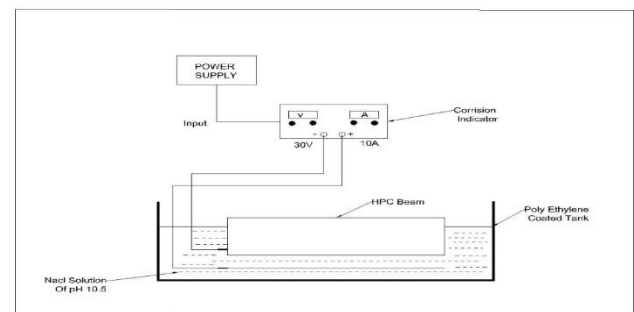 POWER
SUPPLY
Input
V
A
- +
30V
10A
Corrision
Indicator
HPC Beam
Poly Ethylene
Coated Tank
Nacl Solution
Of pH 10.5